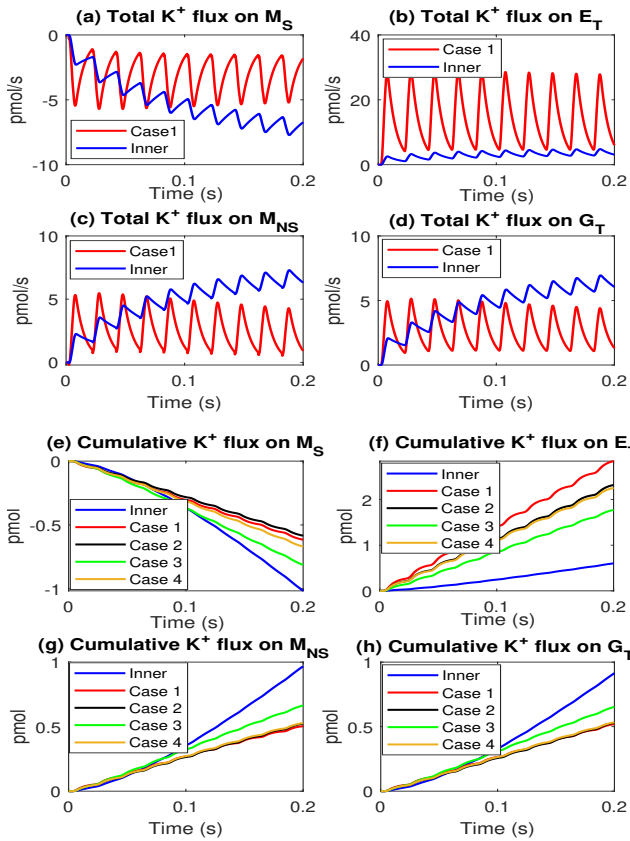 (a) Total K+ flux on MS
pmol/s
0
-5
-10
Case1
Inner
0
0.1
0.2
Time (s)
(b) Total K+ flux on ET
pmol/s
40
20
0
Case 1
Inner
0
0.1
0.2
Time (s)
(c) Total K+ flux on MNS
pmol/s
10
5
0
Case1
Inner
0
0.1
0.2
Time (s)
(d) Total K+ flux on GT
pmol/s
10
5
0
Case 1
Inner
0
0.1
0.2
Time (s)
(e) Cumulative K+ flux on MS
pmol
0
-0.5
-1
Inner
Case 1
Case 2
Case 3
Case 4
0
0.1
0.2
Time (s)
(f) Cumulative K+ flux on E
pmol
2
1
0
Inner
Case 1
Case 2
Case 3
Case 4
0
0.1
0.2
Time (s)
(g) Cumulative K+ flux on MNS
pmol
1
0.5
0
Inner
Case 1
Case 2
Case 3
Case 4
0
0.1
0.2
Time (s)
(h) Cumulative K+ flux on GT
pmol
1
0.5
0
Inner
Case 1
Case 2
Case 3
Case 4
0
0.1
0.2
Time (s)